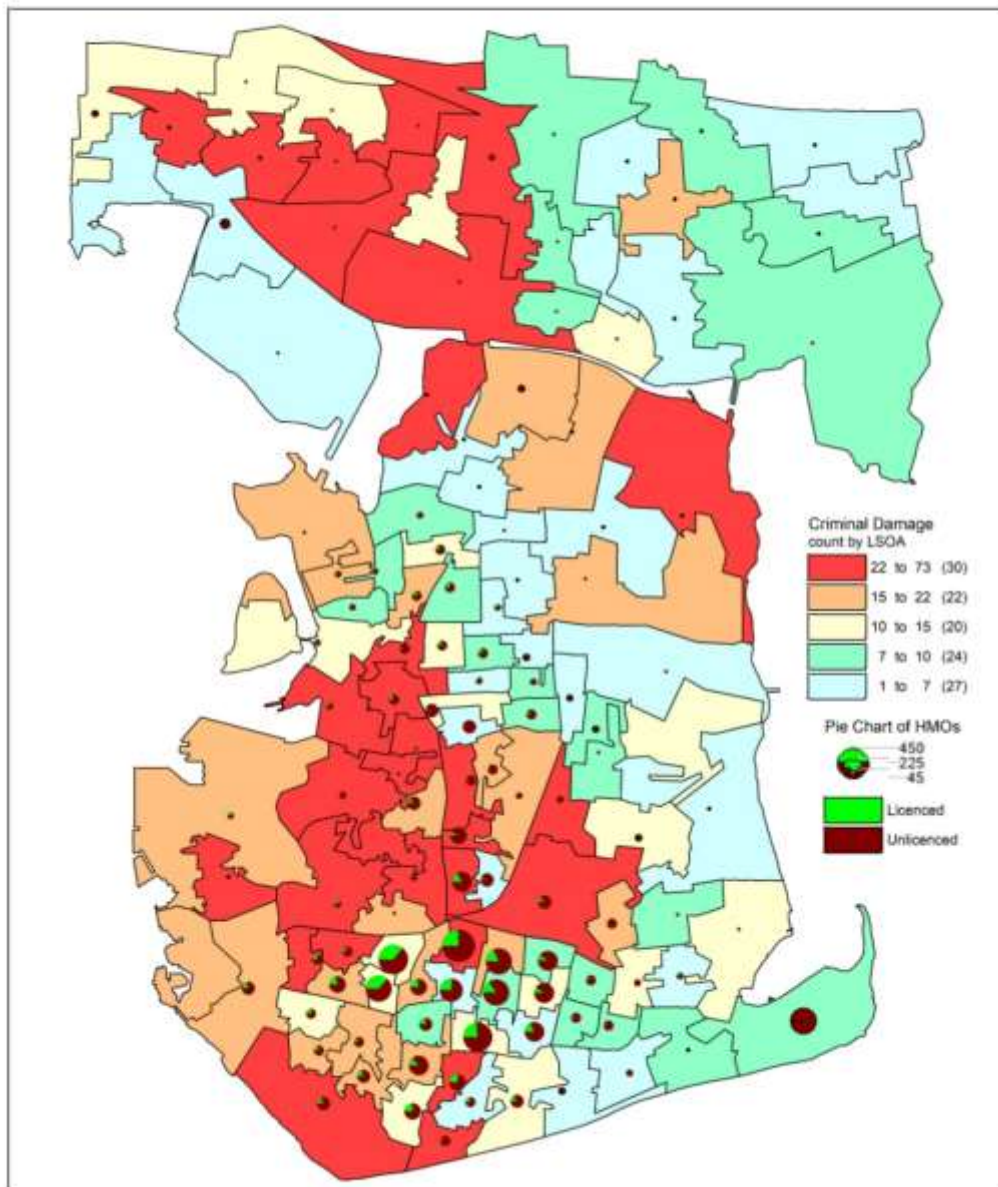 Criminal Damage
count by LSOA
22 to 73 (30)
15 to 22 (22)
10 to 15 (20)
7 to 10 (24)
1 to 7 (27)
Pie Chart of HMOs
450
225
45
Licenced
Unlicenced